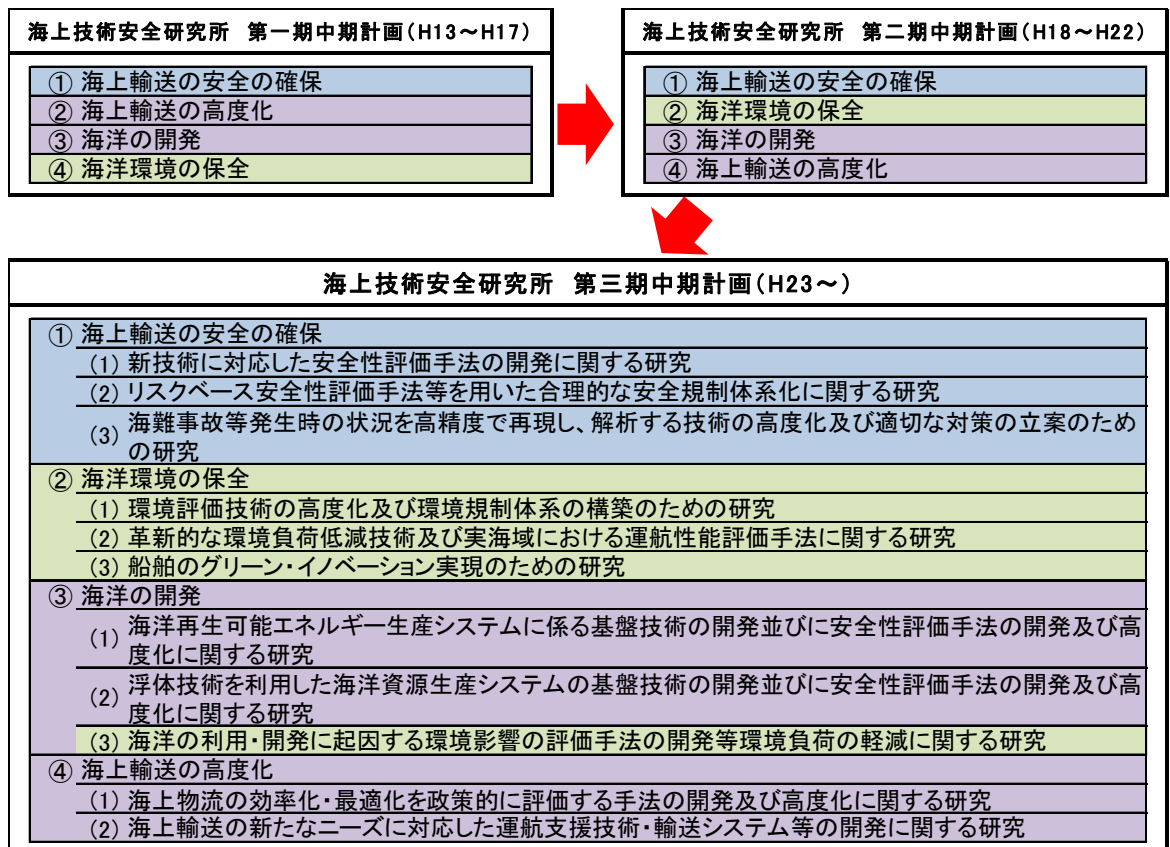 海上技術安全研究所 第一期中期計画(H13～H17)
① 海上輸送の安全の確保
② 海上輸送の高度化
③ 海洋の開発
④ 海洋環境の保全
海上技術安全研究所 第二期中期計画(H18～H22)
① 海上輸送の安全の確保
② 海洋環境の保全
③ 海洋の開発
④ 海上輸送の高度化
海上技術安全研究所 第三期中期計画(H23～)
① 海上輸送の安全の確保
(1) 新技術に対応した安全性評価手法の開発に関する研究
(2) リスクベース安全性評価手法等を用いた合理的な安全規制体系化に関する研究
(3) 海難事故等発生時の状況を高精度で再現し、解析する技術の高度化及び適切な対策の立案のため
の研究
② 海洋環境の保全
(1) 環境評価技術の高度化及び環境規制体系の構築のための研究
(2) 革新的な環境負荷低減技術及び実海域における運航性能評価手法に関する研究
(3) 船舶のグリーン・イノベーション実現のための研究
③ 海洋の開発
(1) 海洋再生可能エネルギー生産システムに係る基盤技術の開発並びに安全性評価手法の開発及び高
度化に関する研究
(2) 浮体技術を利用した海洋資源生産システムの基盤技術の開発並びに安全性評価手法の開発及び高
度化に関する研究
(3) 海洋の利用・開発に起因する環境影響の評価手法の開発等環境負荷の軽減に関する研究
④ 海上輸送の高度化
(1) 海上物流の効率化・最適化を政策的に評価する手法の開発及び高度化に関する研究
(2) 海上輸送の新たなニーズに対応した運航支援技術・輸送システム等の開発に関する研究